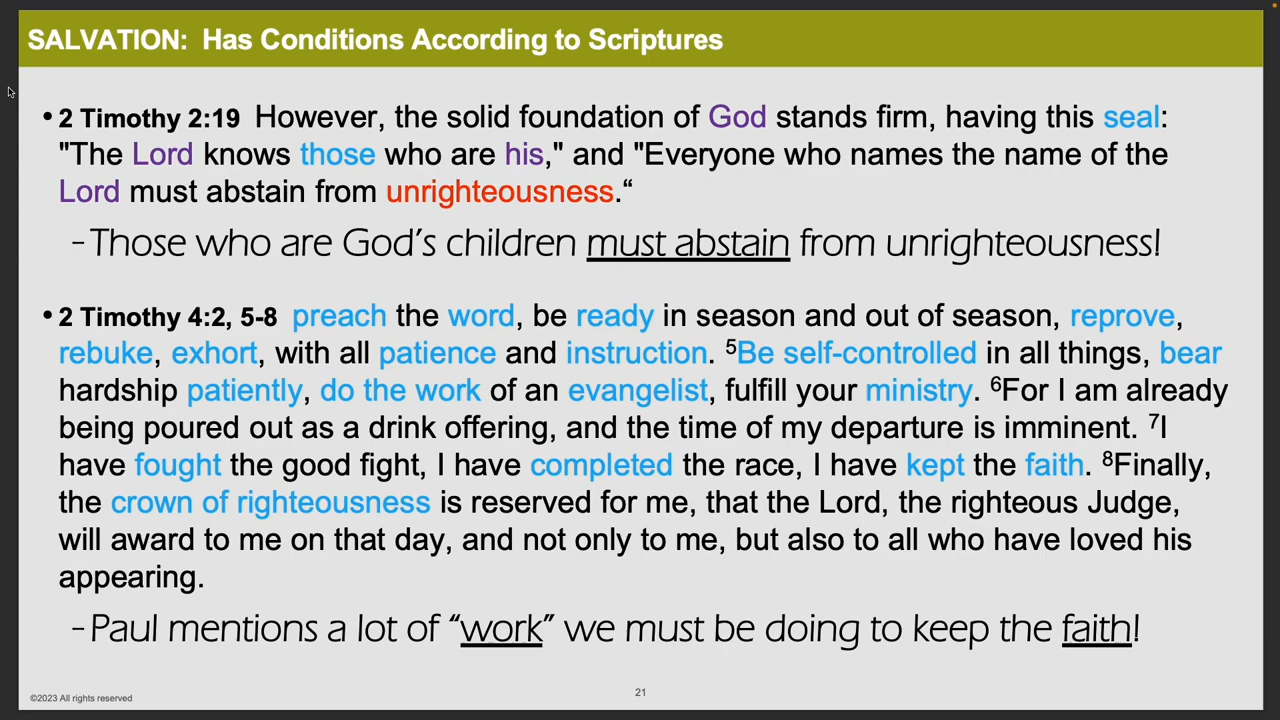 SALVATION:  Has Conditions According to Scriptures
• 2 Timothy 2:19  However, the solid foundation of God stands firm, having this seal:
"The Lord knows those who are his," and "Everyone who names the name of the
Lord must abstain from unrighteousness.“
-Those who are God’s children must abstain from unrighteousness!
• 2 Timothy 4:2, 5-8  preach the word, be ready in season and out of season, reprove,
rebuke, exhort, with all patience and instruction. ⁵Be self-controlled in all things, bear
hardship patiently, do the work of an evangelist, fulfill your ministry. ⁶For I am already
being poured out as a drink offering, and the time of my departure is imminent. ⁷I
have fought the good fight, I have completed the race, I have kept the faith. ⁸Finally,
the crown of righteousness is reserved for me, that the Lord, the righteous Judge,
will award to me on that day, and not only to me, but also to all who have loved his
appearing.
-Paul mentions a lot of “work” we must be doing to keep the faith!
©2023 All rights reserved
21